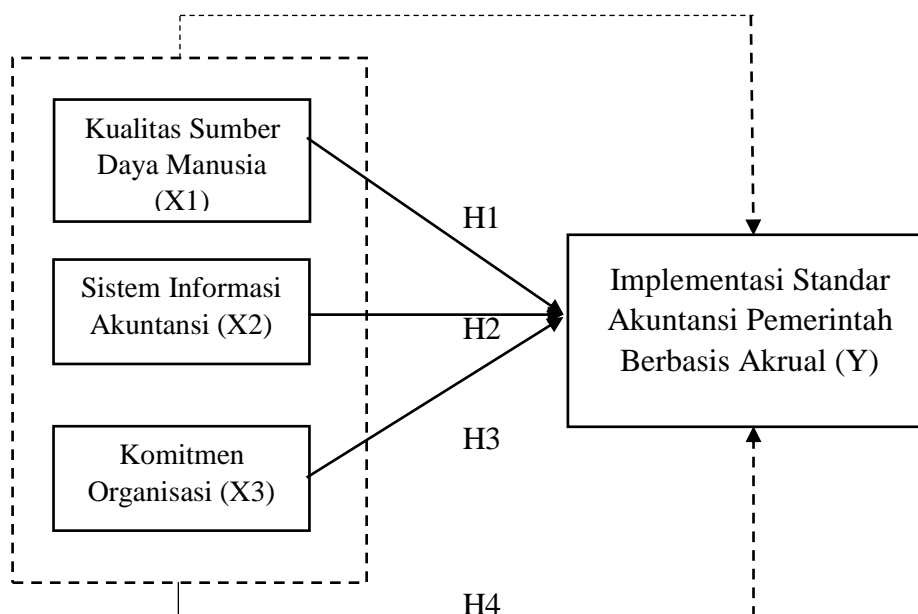 Kualitas Sumber
Daya Manusia
(X1)
H1
Sistem Informasi
Akuntansi (X2)
H2
Implementasi Standar
Akuntansi Pemerintah
Berbasis Akrual (Y)
H3
Komitmen
Organisasi (X3)
H4